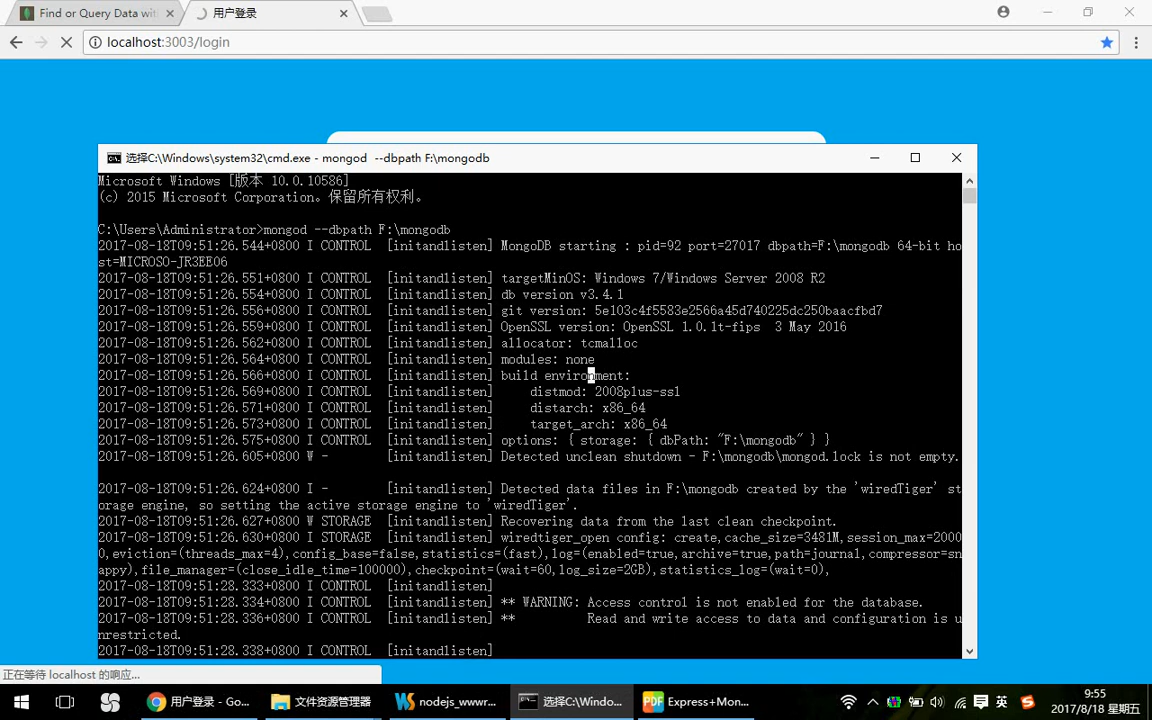 Find or Query Data with
用户登录
localhost:3003/login
选择C:\Windows\system32\cmd.exe - mongod  --dbpath F:\mongodb
Microsoft Windows [版本 10.0.10586]
(c) 2015 Microsoft Corporation。保留所有权利。
C:\Users\Administrator>mongod --dbpath F:\mongodb
2017-08-18T09:51:26.544+0800 I CONTROL  [initandlisten] MongoDB starting : pid=92 port=27017 dbpath=F:\mongodb 64-bit ho
st=MICROSO-JR3EE06
2017-08-18T09:51:26.551+0800 I CONTROL  [initandlisten] targetMinOS: Windows 7/Windows Server 2008 R2
2017-08-18T09:51:26.554+0800 I CONTROL  [initandlisten] db version v3.4.1
2017-08-18T09:51:26.556+0800 I CONTROL  [initandlisten] git version: 5e103c4f5583e2566a45d740225dc250baacfbd7
2017-08-18T09:51:26.559+0800 I CONTROL  [initandlisten] OpenSSL version: OpenSSL 1.0.1t-fips  3 May 2016
2017-08-18T09:51:26.562+0800 I CONTROL  [initandlisten] allocator: tcmalloc
2017-08-18T09:51:26.564+0800 I CONTROL  [initandlisten] modules: none
2017-08-18T09:51:26.566+0800 I CONTROL  [initandlisten] build environment:
2017-08-18T09:51:26.569+0800 I CONTROL  [initandlisten]     distmod: 2008plus-ssl
2017-08-18T09:51:26.571+0800 I CONTROL  [initandlisten]     distarch: x86_64
2017-08-18T09:51:26.573+0800 I CONTROL  [initandlisten]     target_arch: x86_64
2017-08-18T09:51:26.575+0800 I CONTROL  [initandlisten] options: { storage: { dbPath: "F:\mongodb" } }
2017-08-18T09:51:26.605+0800 W -        [initandlisten] Detected unclean shutdown - F:\mongodb\mongod.lock is not empty.
2017-08-18T09:51:26.624+0800 I -        [initandlisten] Detected data files in F:\mongodb created by the 'wiredTiger' st
orage engine, so setting the active storage engine to 'wiredTiger'.
2017-08-18T09:51:26.627+0800 W STORAGE  [initandlisten] Recovering data from the last clean checkpoint.
2017-08-18T09:51:26.630+0800 I STORAGE  [initandlisten] wiredtiger_open config: create,cache_size=3481M,session_max=2000
0,eviction=(threads_max=4),config_base=false,statistics=(fast),log=(enabled=true,archive=true,path=journal,compressor=sn
appy),file_manager=(close_idle_time=100000),checkpoint=(wait=60,log_size=2GB),statistics_log=(wait=0),
2017-08-18T09:51:28.333+0800 I CONTROL  [initandlisten]
2017-08-18T09:51:28.334+0800 I CONTROL  [initandlisten] ** WARNING: Access control is not enabled for the database.
2017-08-18T09:51:28.336+0800 I CONTROL  [initandlisten] **          Read and write access to data and configuration is u
nrestricted.
2017-08-18T09:51:28.338+0800 I CONTROL  [initandlisten]
正在等待 localhost 的响应...
用户登录 - Go...
文件资源管理器
nodejs_wwwr...
选择C:\Windo...
PDF
Express+Mon...
英
9:55
2017/8/18 星期五